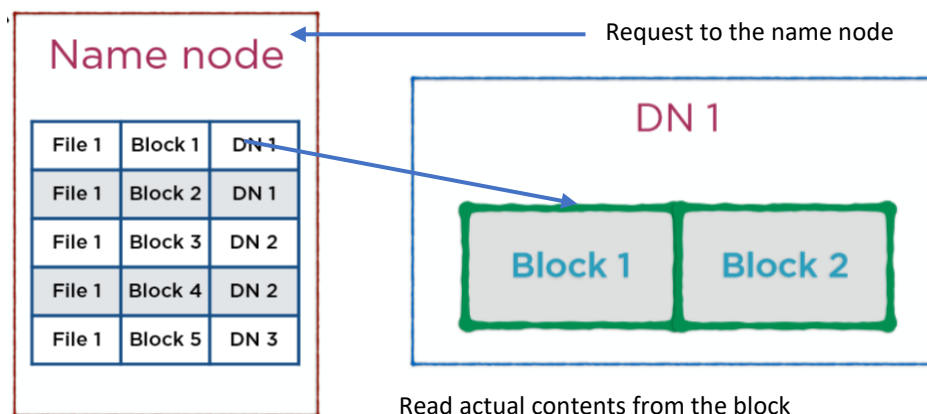 Request to the name node
Name node
File 1 Block 1 DN 1
File 1 Block 2 DN 1
File 1 Block 3 DN 2
File 1 Block 4 DN 2
File 1 Block 5 DN 3
DN 1
Block 1 Block 2
Read actual contents from the block